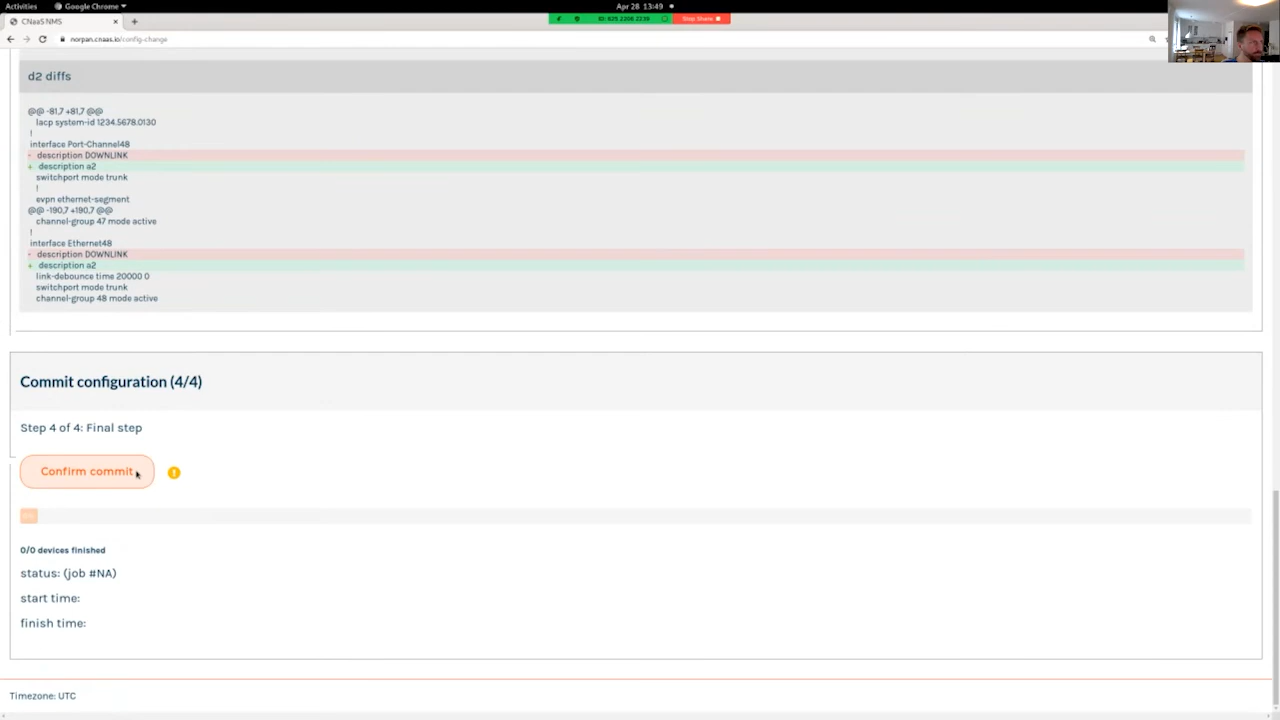 Activities
Google Chrome
Apr 28 13:49
CNaaS NMS
ID: 625 2206 2239
Stop Share
norpan.cnaas.io/config-change
d2 diffs
@@ -81,7 +81,7 @@
lacp system-id 1234.5678.0130
!
interface Port-Channel48
- description DOWNLINK
+ description a2
switchport mode trunk
!
evpn ethernet-segment
@@ -190,7 +190,7 @@
channel-group 47 mode active
!
interface Ethernet48
- description DOWNLINK
+ description a2
link-debounce time 20000 0
switchport mode trunk
channel-group 48 mode active
Commit configuration (4/4)
Step 4 of 4: Final step
Confirm commit
!
0/0 devices finished
status: (job #NA)
start time:
finish time:
Timezone: UTC